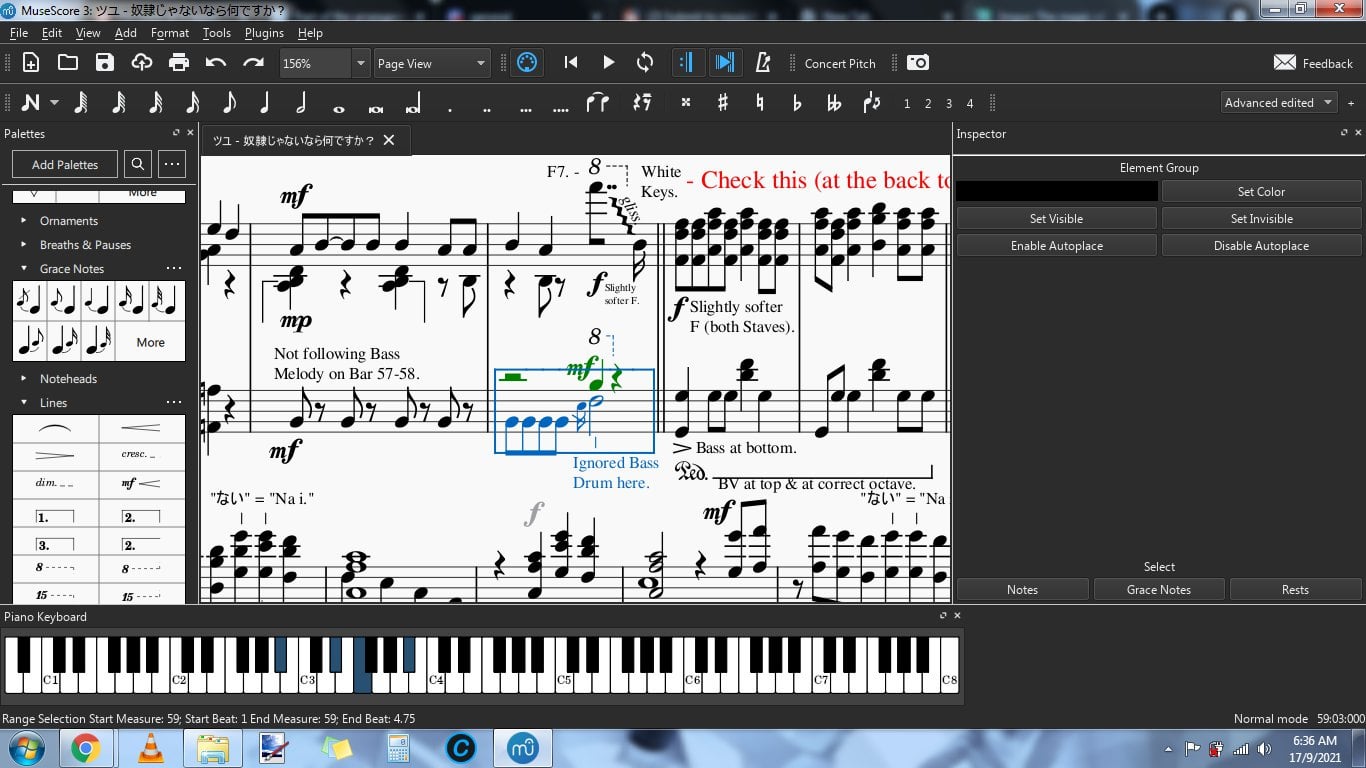 MuseScore 3: ツユ - 奴隷じゃないなら何ですか？
File Edit View Add Format Tools Plugins Help
156% Page View Concert Pitch Feedback
1 2 3 4 Advanced edited +
Palettes
Add Palettes
More
Ornaments
Breaths & Pauses
Grace Notes
More
Noteheads
Lines
cresc.
dim. mf
1. 2.
3. 2.
8 8
15 15
ツユ - 奴隷じゃないなら何ですか？
F7. - 8 White
Keys.
- Check this (at the back to
mf
gliss.
f Slightly
softer F.
mp
f Slightly softer
F (both Staves).
8
Not following Bass
Melody on Bar 57-58.
mf
mf
Ignored Bass
Drum here.
Bass at bottom.
Ped.
BV at top & at correct octave.
"ない" = "Na i."
"ない" = "Na
f
mf
Inspector
Element Group
Set Color
Set Visible Set Invisible
Enable Autoplace Disable Autoplace
Select
Notes Grace Notes Rests
Piano Keyboard
C1 C2 C3 C4 C5 C6 C7 C8
Range Selection Start Measure: 59; Start Beat: 1 End Measure: 59; End Beat: 4.75
Normal mode 59:03:000
6:36 AM
17/9/2021